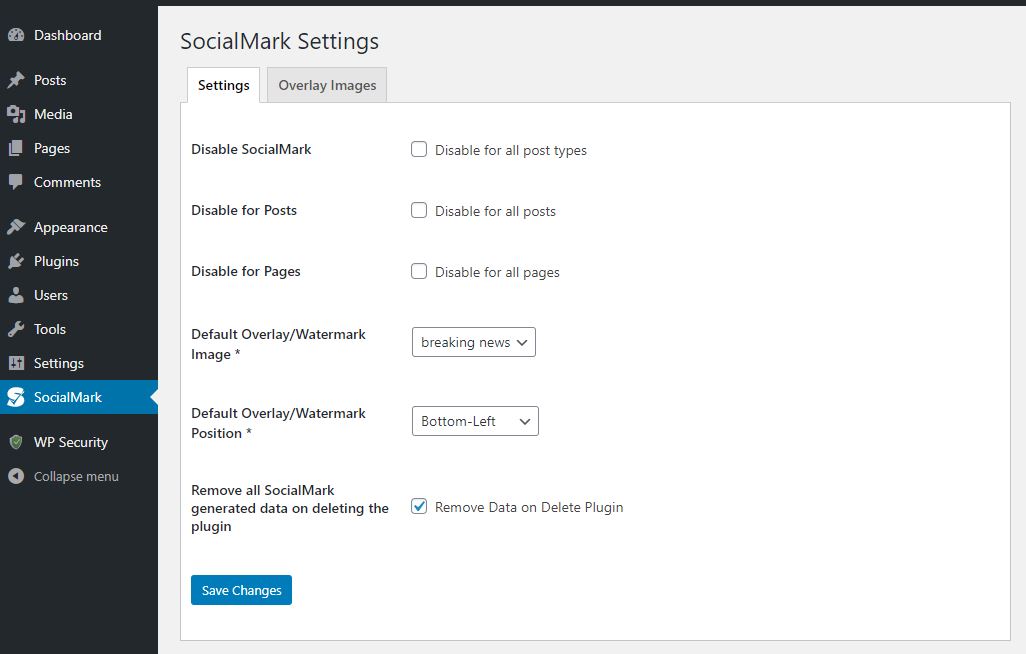 Dashboard
Posts
Media
Pages
Comments
Appearance
Plugins
Users
Tools
Settings
SocialMark
WP Security
Collapse menu
SocialMark Settings
Settings
Overlay Images
Disable SocialMark
Disable for all post types
Disable for Posts
Disable for all posts
Disable for Pages
Disable for all pages
Default Overlay/Watermark
Image *
breaking news
Default Overlay/Watermark
Position *
Bottom-Left
Remove all SocialMark
generated data on deleting the
plugin
Remove Data on Delete Plugin
Save Changes